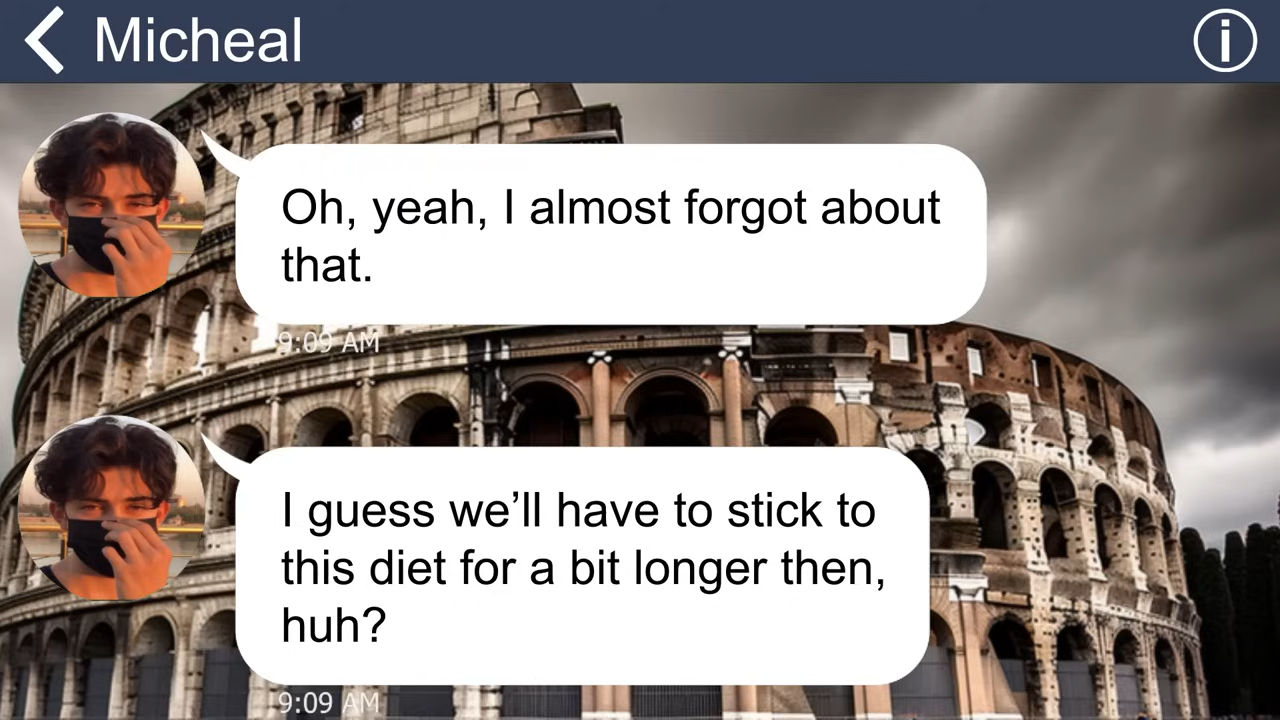 Micheal
Oh, yeah, I almost forgot about
that.
9:09 AM
I guess we’ll have to stick to
this diet for a bit longer then,
huh?
9:09 AM